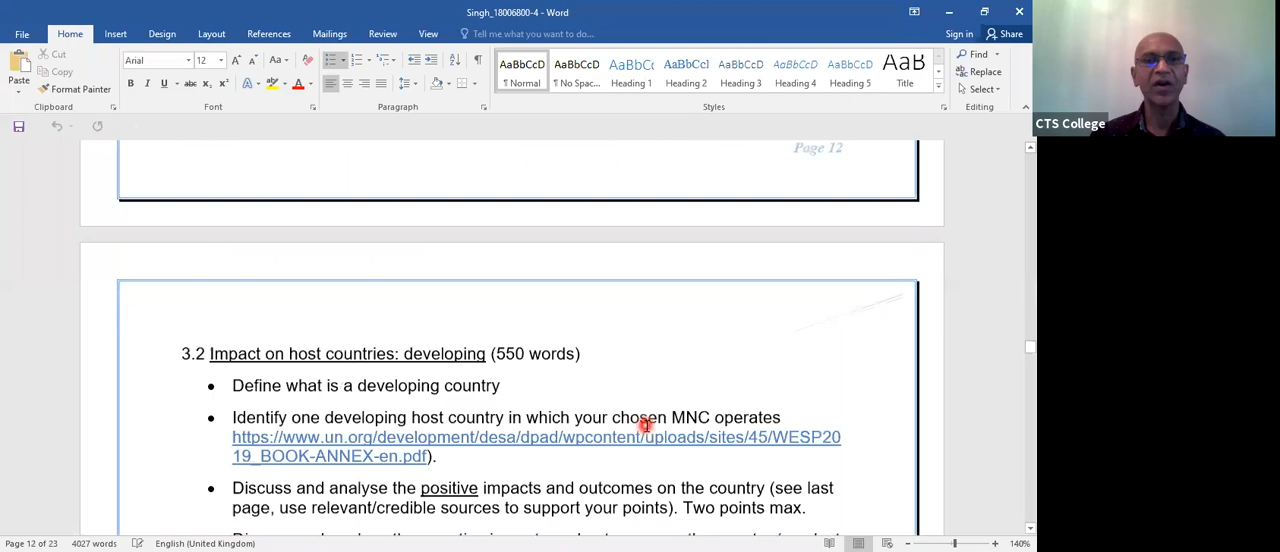 Singh_18006800-4 - Word
File Home Insert Design Layout References Mailings Review View Tell me what you want to do... Sign in Share
Cut
Copy
Format Painter
Paste
Arial 12
Clipboard Font Paragraph Styles Editing
AaBbCcD AaBbCcD AaBbC AaBbCcI AaBbCcD AaBbCcD AaBbCcD AaB
¶ Normal ¶ No Spac... Heading 1 Heading 2 Heading 3 Heading 4 Heading 5 Title
Find
Replace
Select
CTS College
Page 12
3.2 Impact on host countries: developing (550 words)
• Define what is a developing country
• Identify one developing host country in which your chosen MNC operates
https://www.un.org/development/desa/dpad/wpcontent/uploads/sites/45/WESP20
19_BOOK-ANNEX-en.pdf).
• Discuss and analyse the positive impacts and outcomes on the country (see last
page, use relevant/credible sources to support your points). Two points max.
Page 12 of 23 4027 words English (United Kingdom) 140%